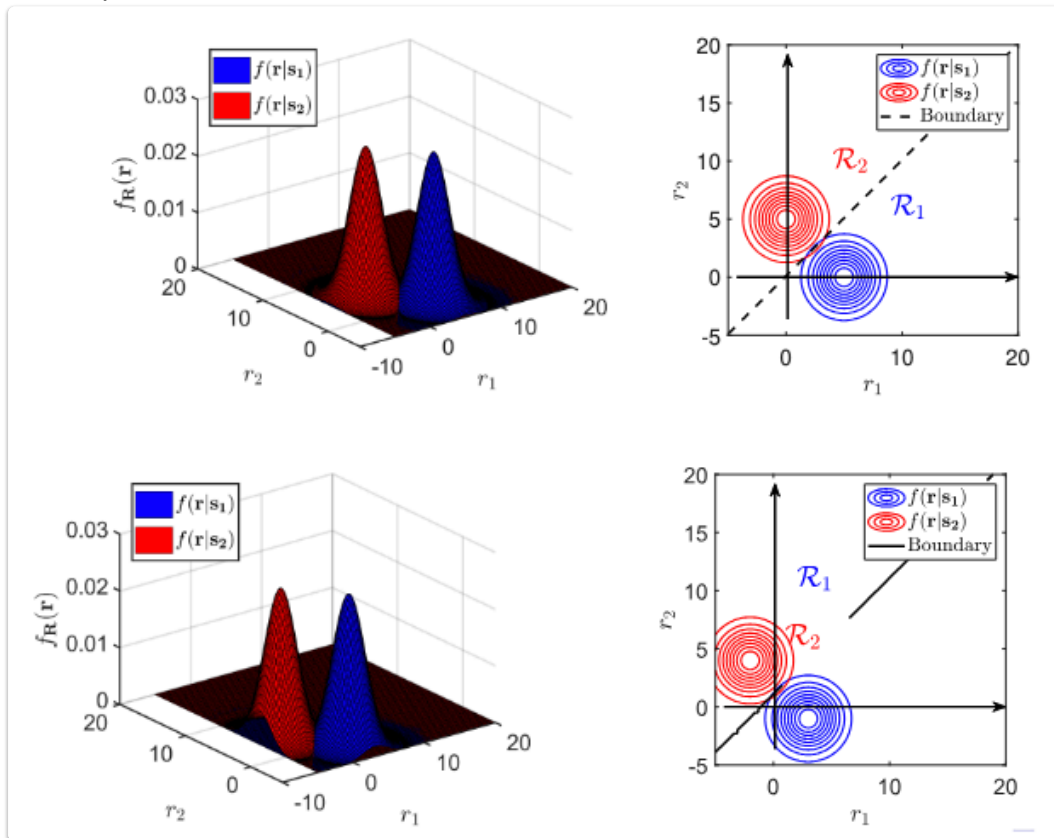 f(r|s₁)
f(r|s₂)
0.03
0.02
0.01
0
f_R(r)
20
10
0
r₂
-10
0
10
20
r₁
20
15
10
5
0
-5
r₂
f(r|s₁)
f(r|s₂)
Boundary
R₂
R₁
0
10
20
r₁
f(r|s₁)
f(r|s₂)
0.03
0.02
0.01
0
f_R(r)
20
10
0
r₂
-10
0
10
20
r₁
20
15
10
5
0
-5
r₂
f(r|s₁)
f(r|s₂)
Boundary
R₁
R₂
0
10
20
r₁